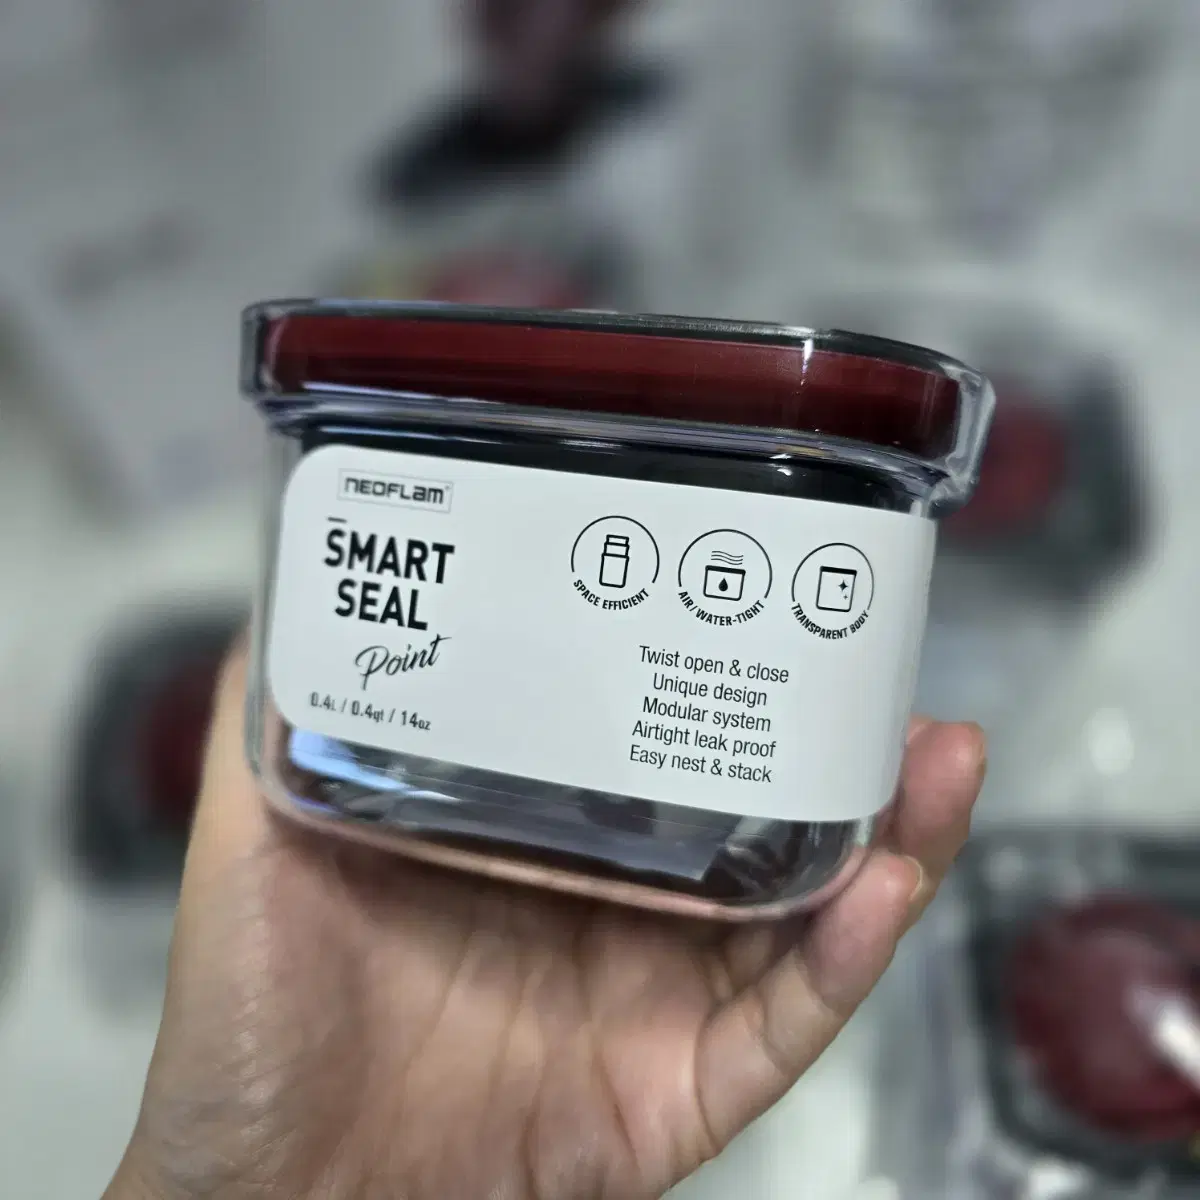 NEOFLAM
SMART
SEAL
Point
0.4L / 0.4qt / 14oz
SPACE EFFICIENT
AIR/WATER-TIGHT
TRANSPARENT BODY
Twist open & close
Unique design
Modular system
Airtight leak proof
Easy nest & stack